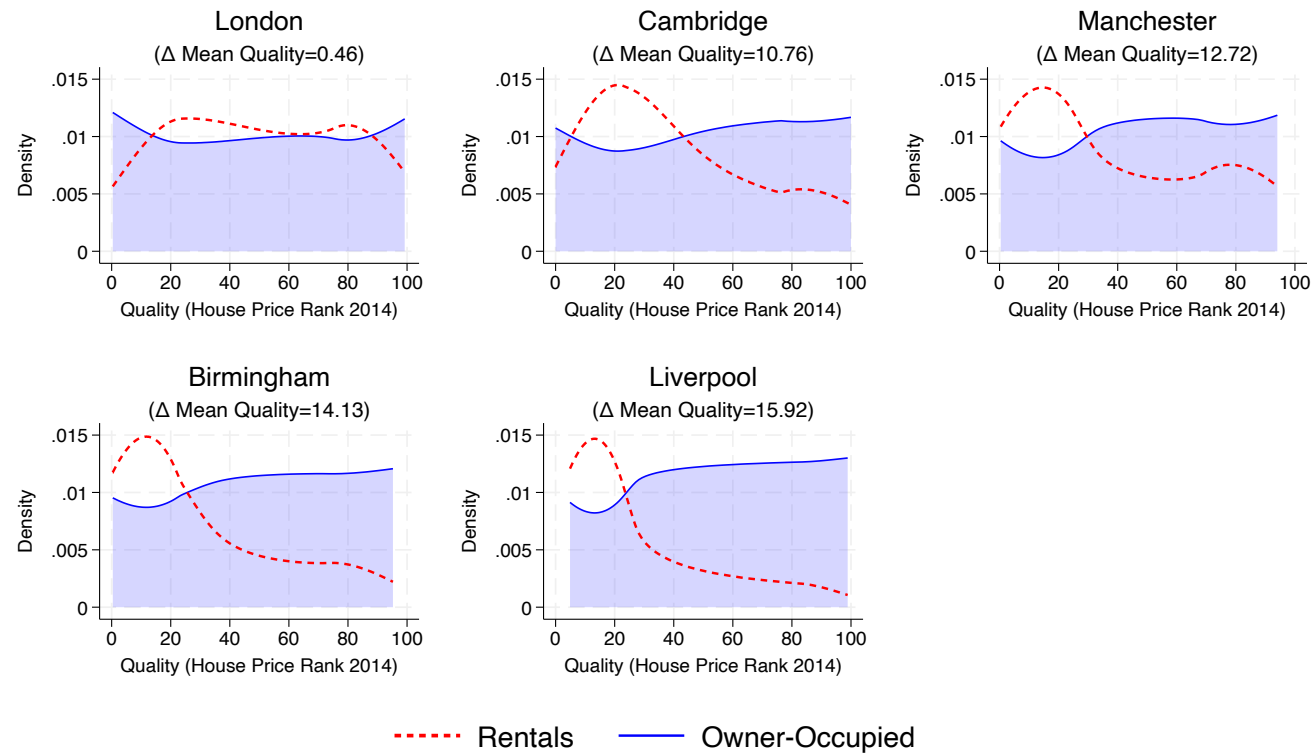 London
(Δ Mean Quality=0.46)
.015
.01
.005
0
Density
0 20 40 60 80 100
Quality (House Price Rank 2014)
Cambridge
(Δ Mean Quality=10.76)
.015
.01
.005
0
Density
0 20 40 60 80 100
Quality (House Price Rank 2014)
Manchester
(Δ Mean Quality=12.72)
.015
.01
.005
0
Density
0 20 40 60 80 100
Quality (House Price Rank 2014)
Birmingham
(Δ Mean Quality=14.13)
.015
.01
.005
0
Density
0 20 40 60 80 100
Quality (House Price Rank 2014)
Liverpool
(Δ Mean Quality=15.92)
.015
.01
.005
0
Density
0 20 40 60 80 100
Quality (House Price Rank 2014)
Rentals Owner-Occupied